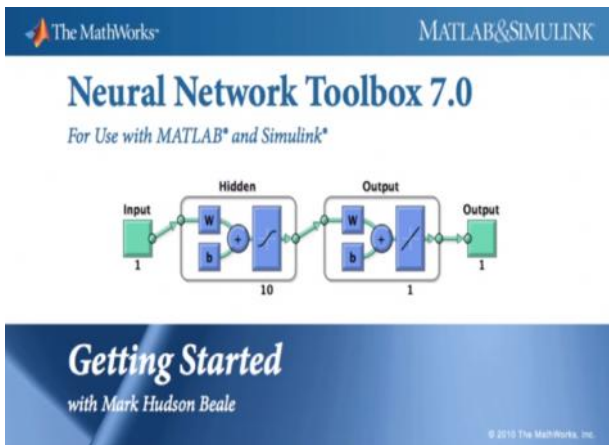 The MathWorks™
MATLAB&SIMULINK®
Neural Network Toolbox 7.0
For Use with MATLAB® and Simulink®
Hidden
Output
Input
W
b
+
W
b
+
Output
1
10
1
1
Getting Started
with Mark Hudson Beale
© 2010 The MathWorks, Inc.